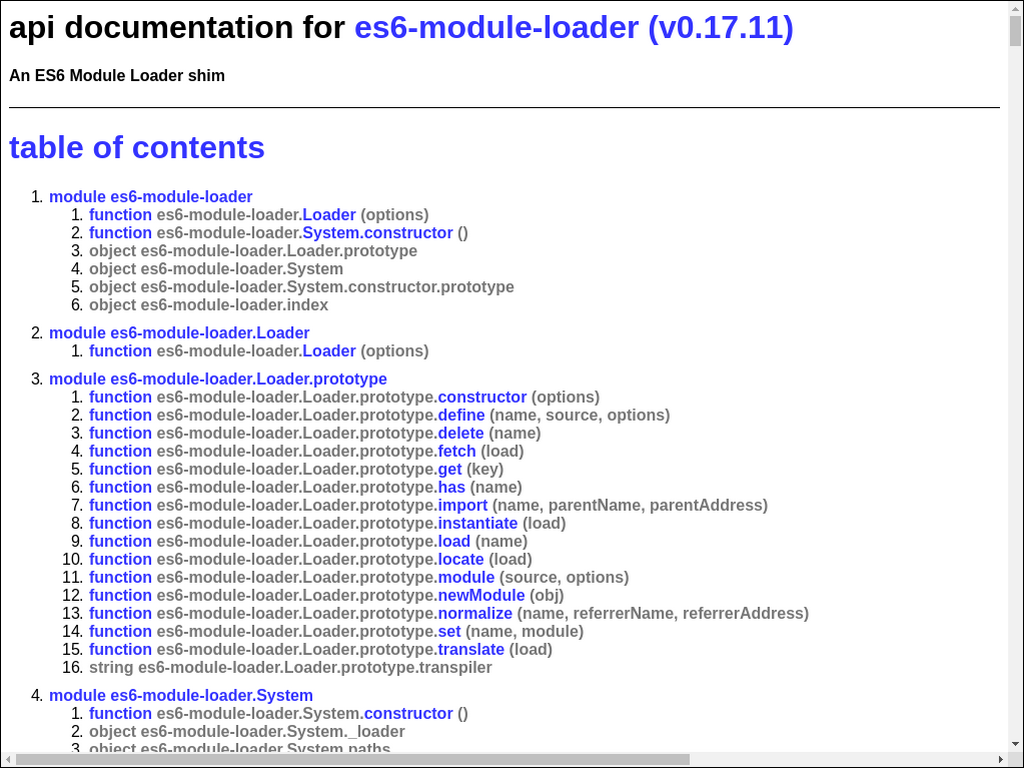 api documentation for es6-module-loader (v0.17.11)
An ES6 Module Loader shim
table of contents
1. module es6-module-loader
1. function es6-module-loader.Loader (options)
2. function es6-module-loader.System.constructor ()
3. object es6-module-loader.Loader.prototype
4. object es6-module-loader.System
5. object es6-module-loader.System.constructor.prototype
6. object es6-module-loader.index
2. module es6-module-loader.Loader
1. function es6-module-loader.Loader (options)
3. module es6-module-loader.Loader.prototype
1. function es6-module-loader.Loader.prototype.constructor (options)
2. function es6-module-loader.Loader.prototype.define (name, source, options)
3. function es6-module-loader.Loader.prototype.delete (name)
4. function es6-module-loader.Loader.prototype.fetch (load)
5. function es6-module-loader.Loader.prototype.get (key)
6. function es6-module-loader.Loader.prototype.has (name)
7. function es6-module-loader.Loader.prototype.import (name, parentName, parentAddress)
8. function es6-module-loader.Loader.prototype.instantiate (load)
9. function es6-module-loader.Loader.prototype.load (name)
10. function es6-module-loader.Loader.prototype.locate (load)
11. function es6-module-loader.Loader.prototype.module (source, options)
12. function es6-module-loader.Loader.prototype.newModule (obj)
13. function es6-module-loader.Loader.prototype.normalize (name, referrerName, referrerAddress)
14. function es6-module-loader.Loader.prototype.set (name, module)
15. function es6-module-loader.Loader.prototype.translate (load)
16. string es6-module-loader.Loader.prototype.transpiler
4. module es6-module-loader.System
1. function es6-module-loader.System.constructor ()
2. object es6-module-loader.System._loader
3. object es6-module-loader.System.paths